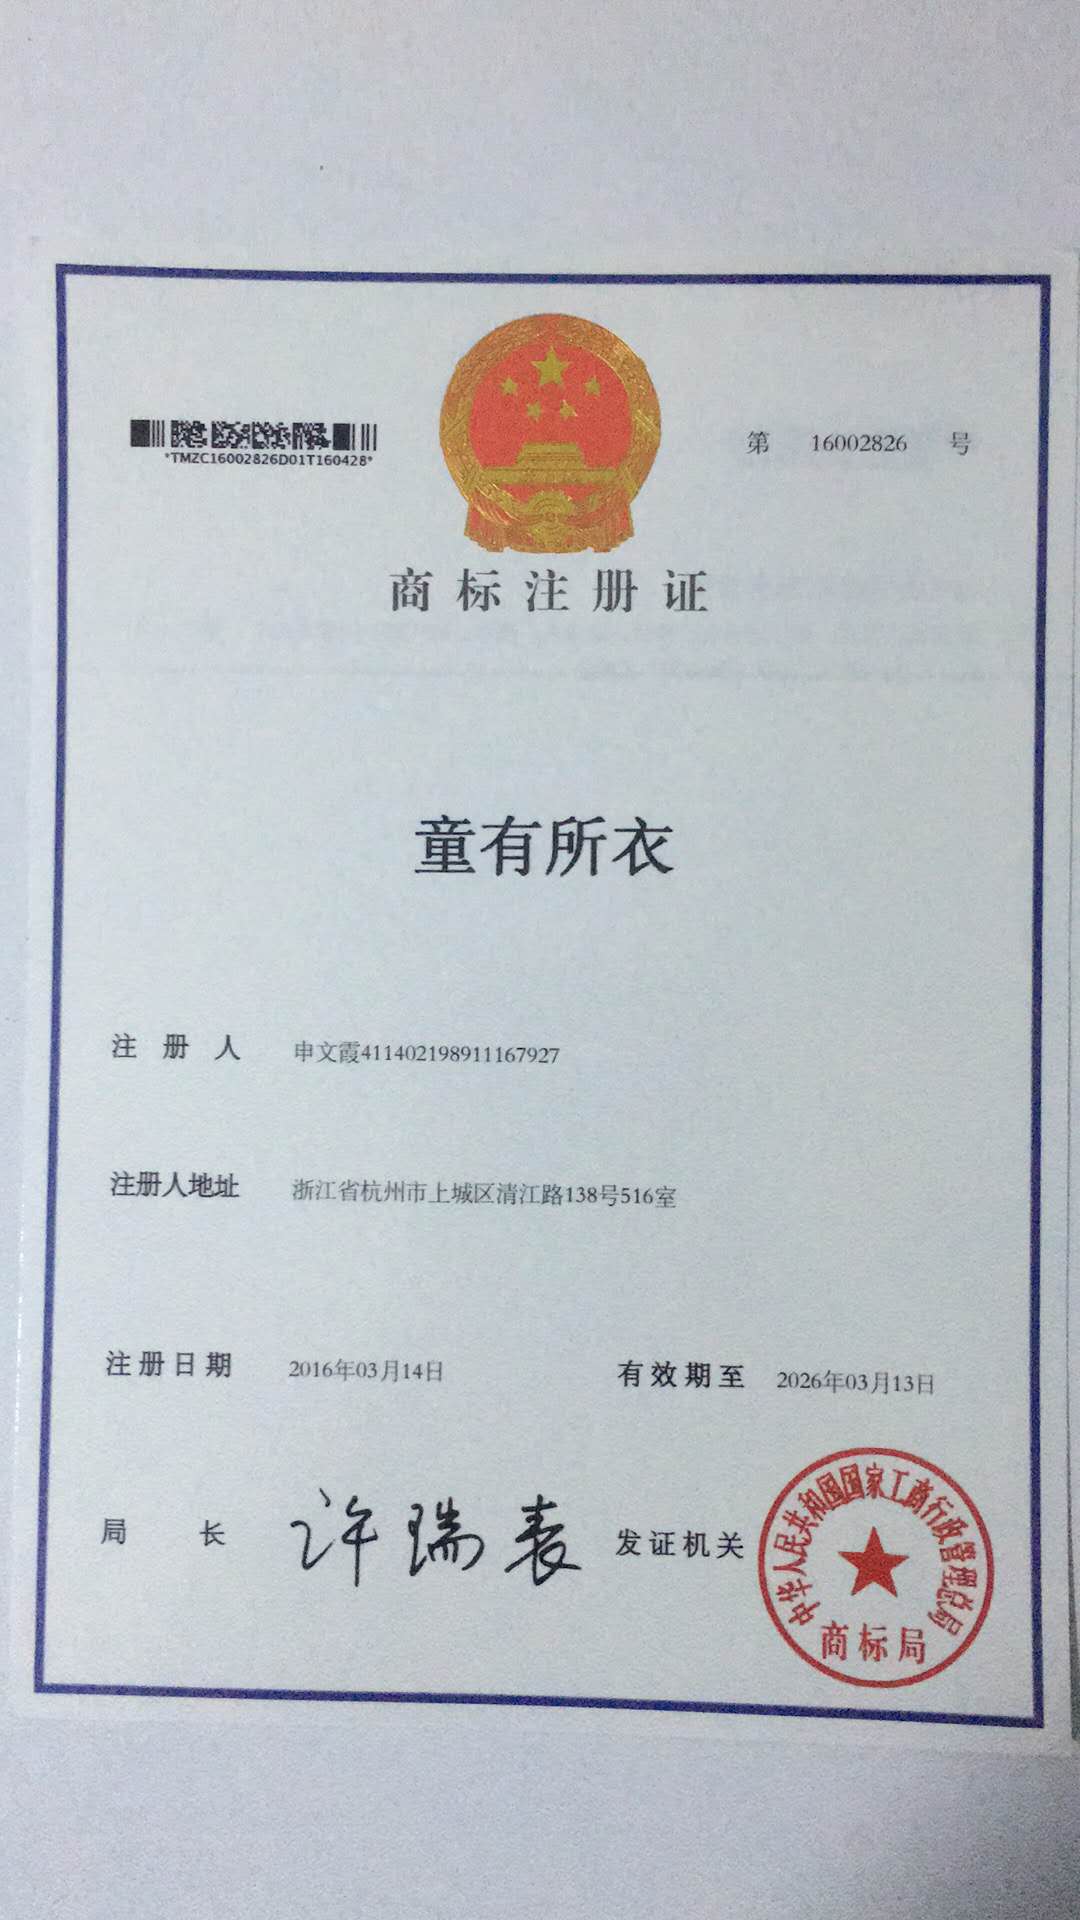 *TMZC16002826D01T160428*
第 16002826 号
商标注册证
童有所衣
注册人 申文霞411402198911167927
注册人地址 浙江省杭州市上城区清江路138号516室
注册日期 2016年03月14日 有效期至 2026年03月13日
局长 许瑞表 发证机关
中华人民共和国国家工商行政管理总局
商标局